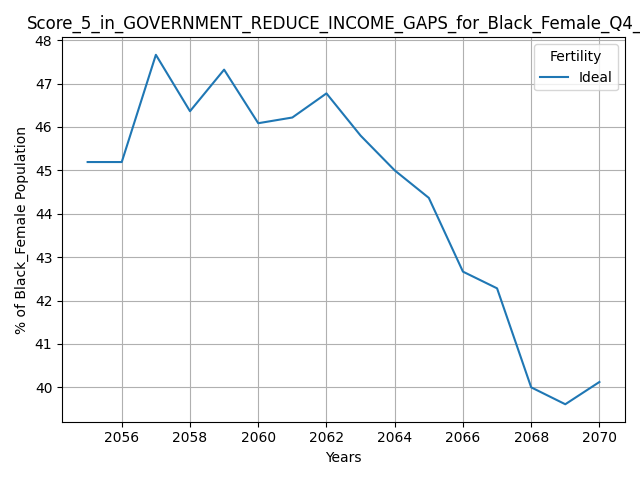 Score_5_in_GOVERNMENT_REDUCE_INCOME_GAPS_for_Black_Female_Q4_
Fertility
Ideal
48
47
46
45
44
43
42
41
40
% of Black_Female Population
2056 2058 2060 2062 2064 2066 2068 2070
Years